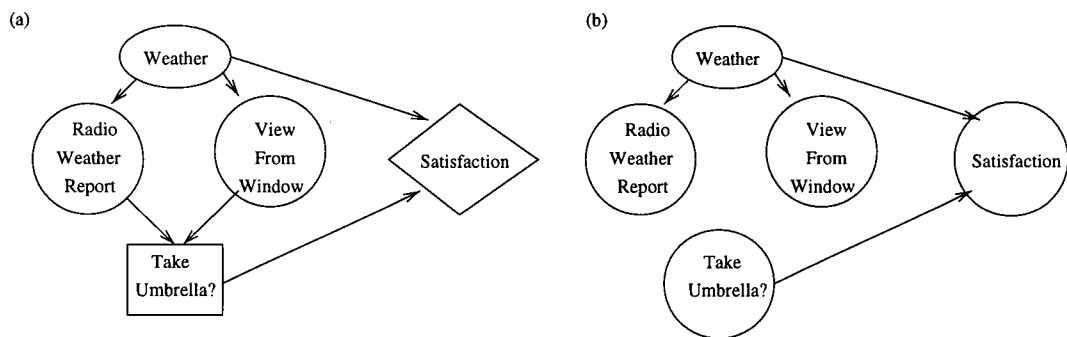 (a)
Weather
Radio
Weather
Report
View
From
Window
Satisfaction
Take
Umbrella?
(b)
Weather
Radio
Weather
Report
View
From
Window
Satisfaction
Take
Umbrella?